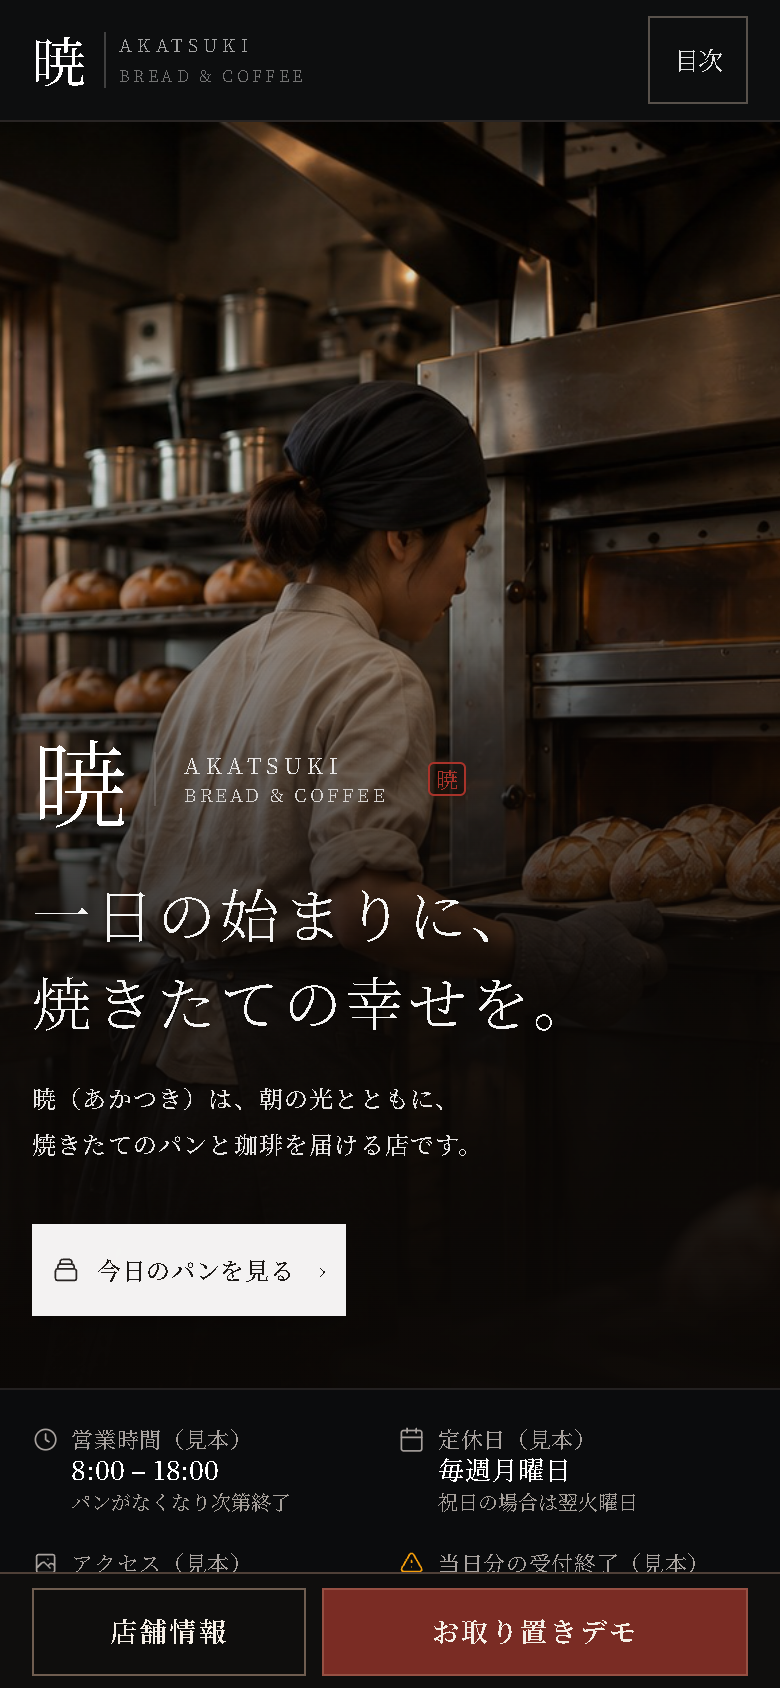 暁
AKATSUKI
BREAD & COFFEE
目次
暁
AKATSUKI
BREAD & COFFEE
暁
一日の始まりに、
焼きたての幸せを。
暁（あかつき）は、朝の光とともに、
焼きたてのパンと珈琲を届ける店です。
今日のパンを見る ›
営業時間（見本）
8:00 – 18:00
パンがなくなり次第終了
定休日（見本）
毎週月曜日
祝日の場合は翌火曜日
アクセス（見本）
当日分の受付終了（見本）
店舗情報
お取り置きデモ